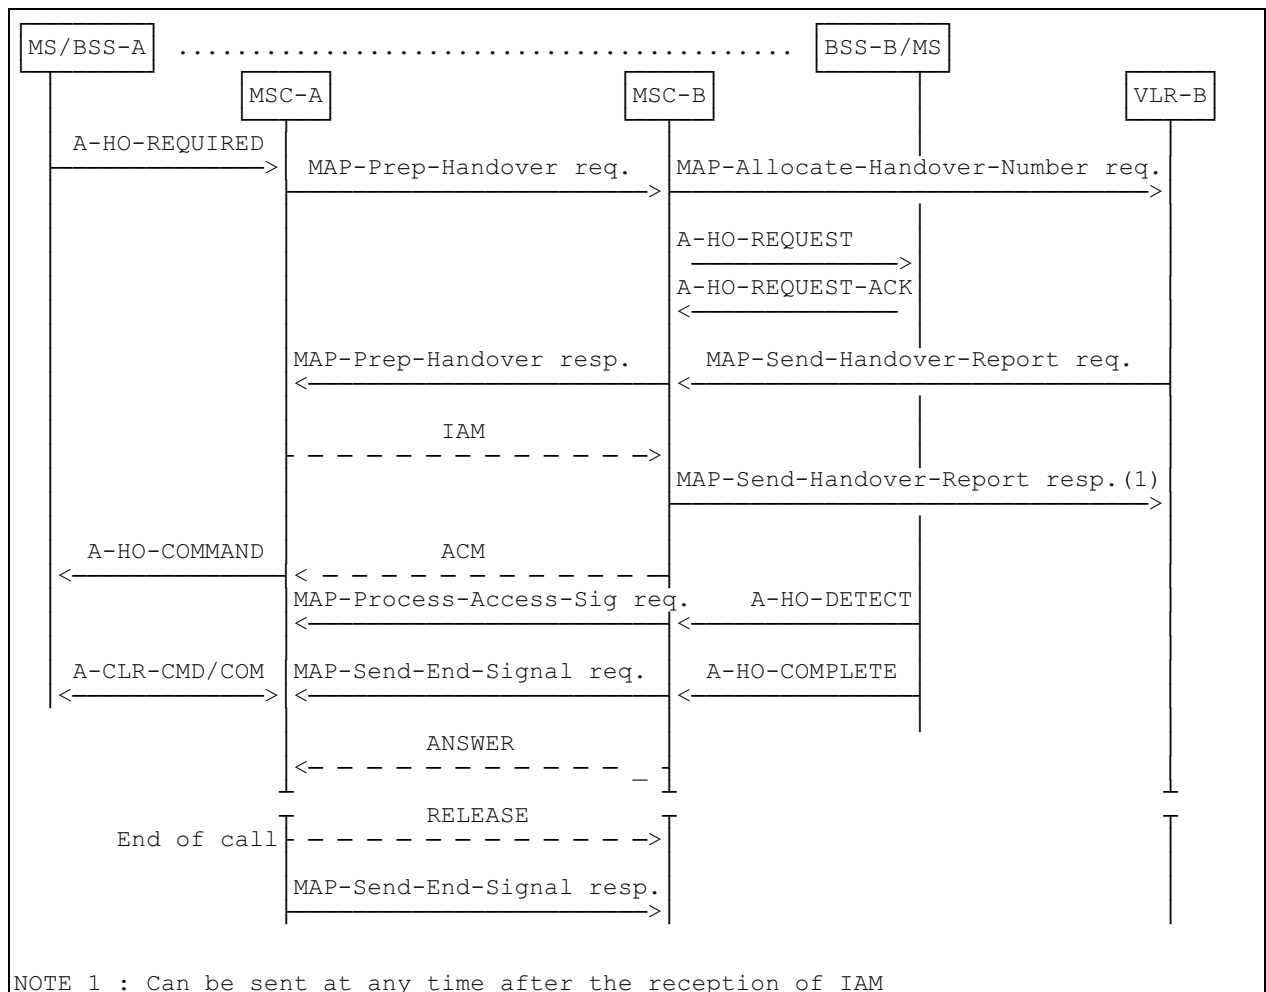 MS/BSS-A BSS-B/MS
MSC-A MSC-B VLR-B
A-HO-REQUIRED
MAP-Prep-Handover req. MAP-Allocate-Handover-Number req.
A-HO-REQUEST
A-HO-REQUEST-ACK
MAP-Prep-Handover resp. MAP-Send-Handover-Report req.
IAM
MAP-Send-Handover-Report resp.(1)
A-HO-COMMAND ACM
MAP-Process-Access-Sig req. A-HO-DETECT
A-CLR-CMD/COM MAP-Send-End-Signal req. A-HO-COMPLETE
ANSWER
RELEASE
End of call
MAP-Send-End-Signal resp.
NOTE 1 : Can be sent at any time after the reception of IAM